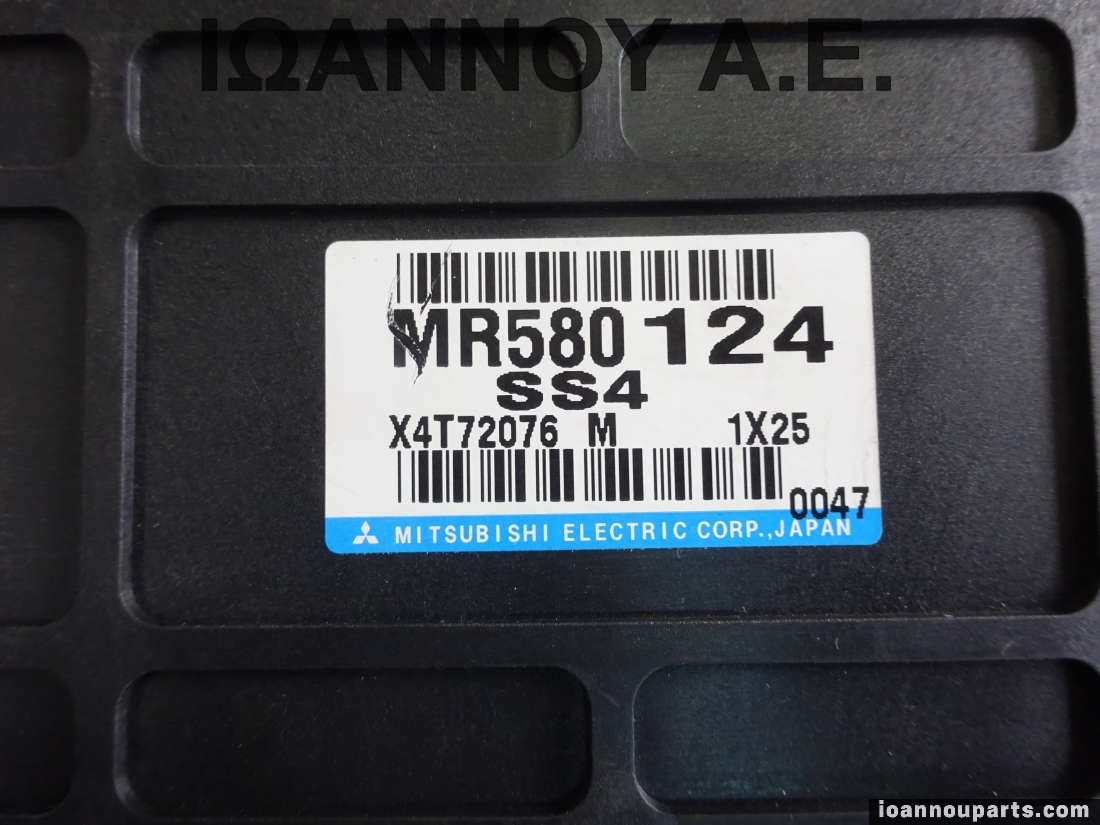 ΙΩΑΝΝΟΥ Α.Ε.
MR580124
SS4
X4T72076 M 1X25
0047
MITSUBISHI ELECTRIC CORP.,JAPAN
ioannouparts.com